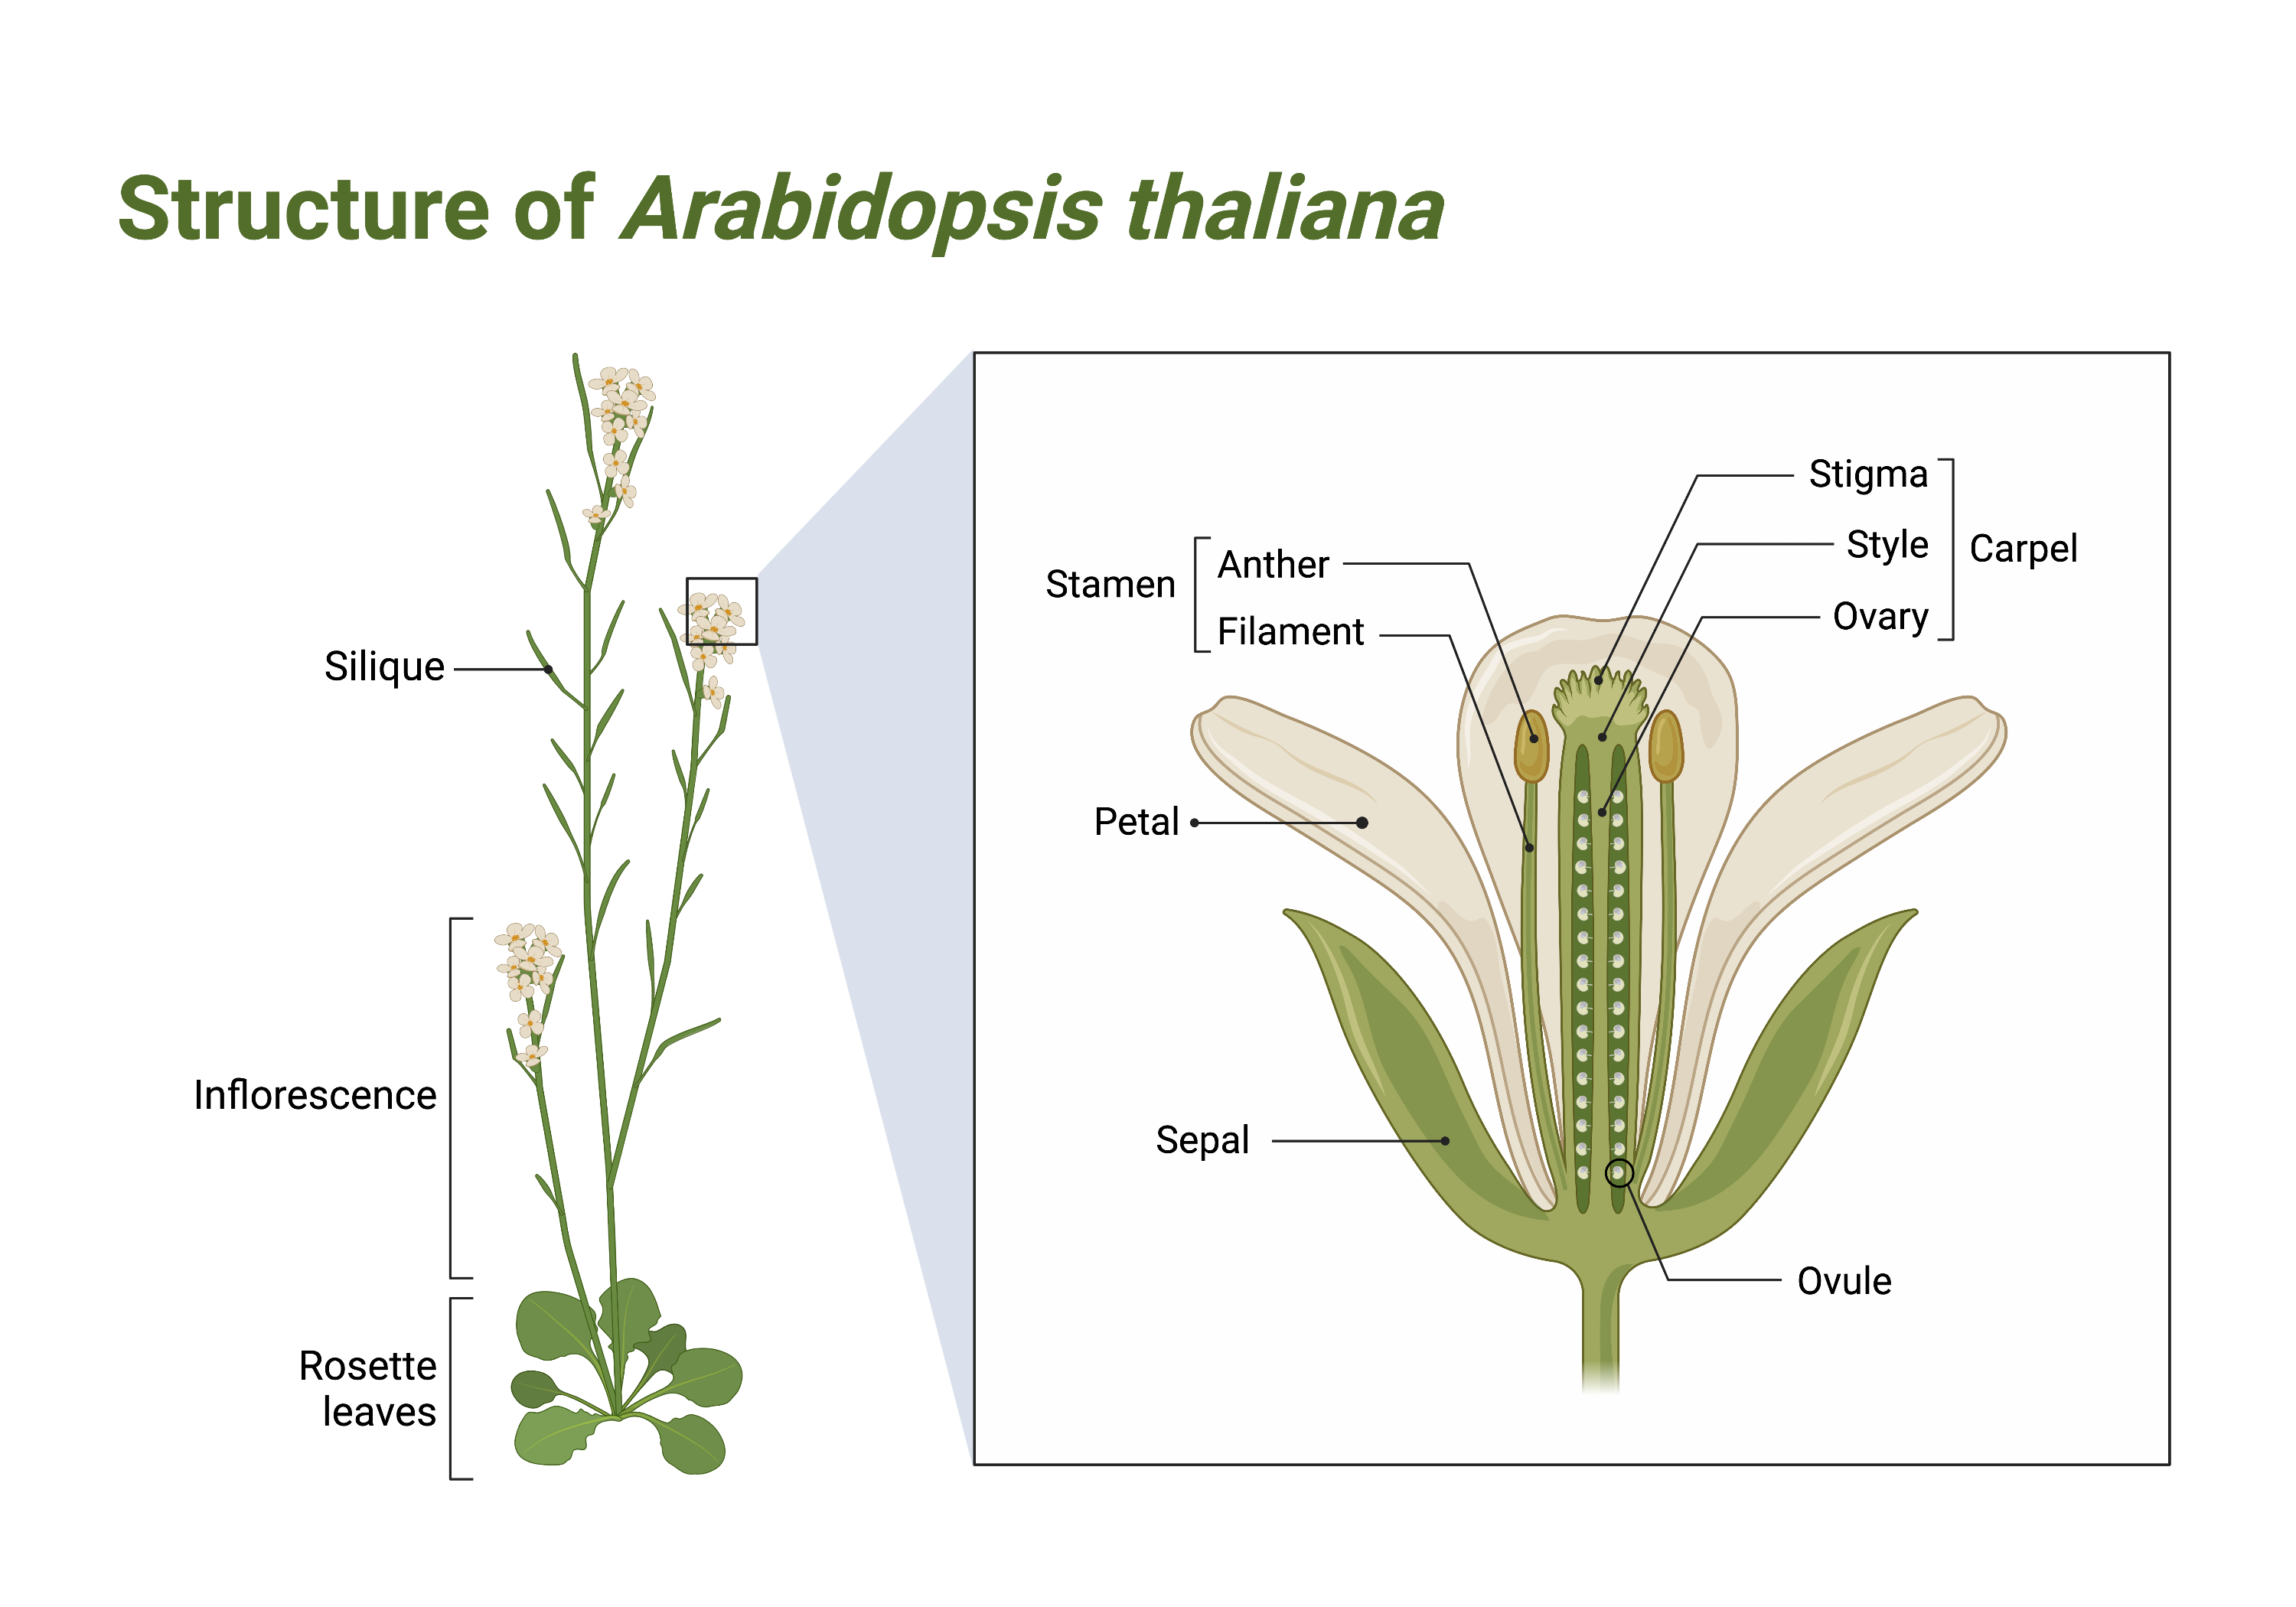 Structure of Arabidopsis thaliana
Silique
Inflorescence
Rosette
leaves
Stamen
Anther
Filament
Petal
Sepal
Stigma
Style
Ovary
Carpel
Ovule